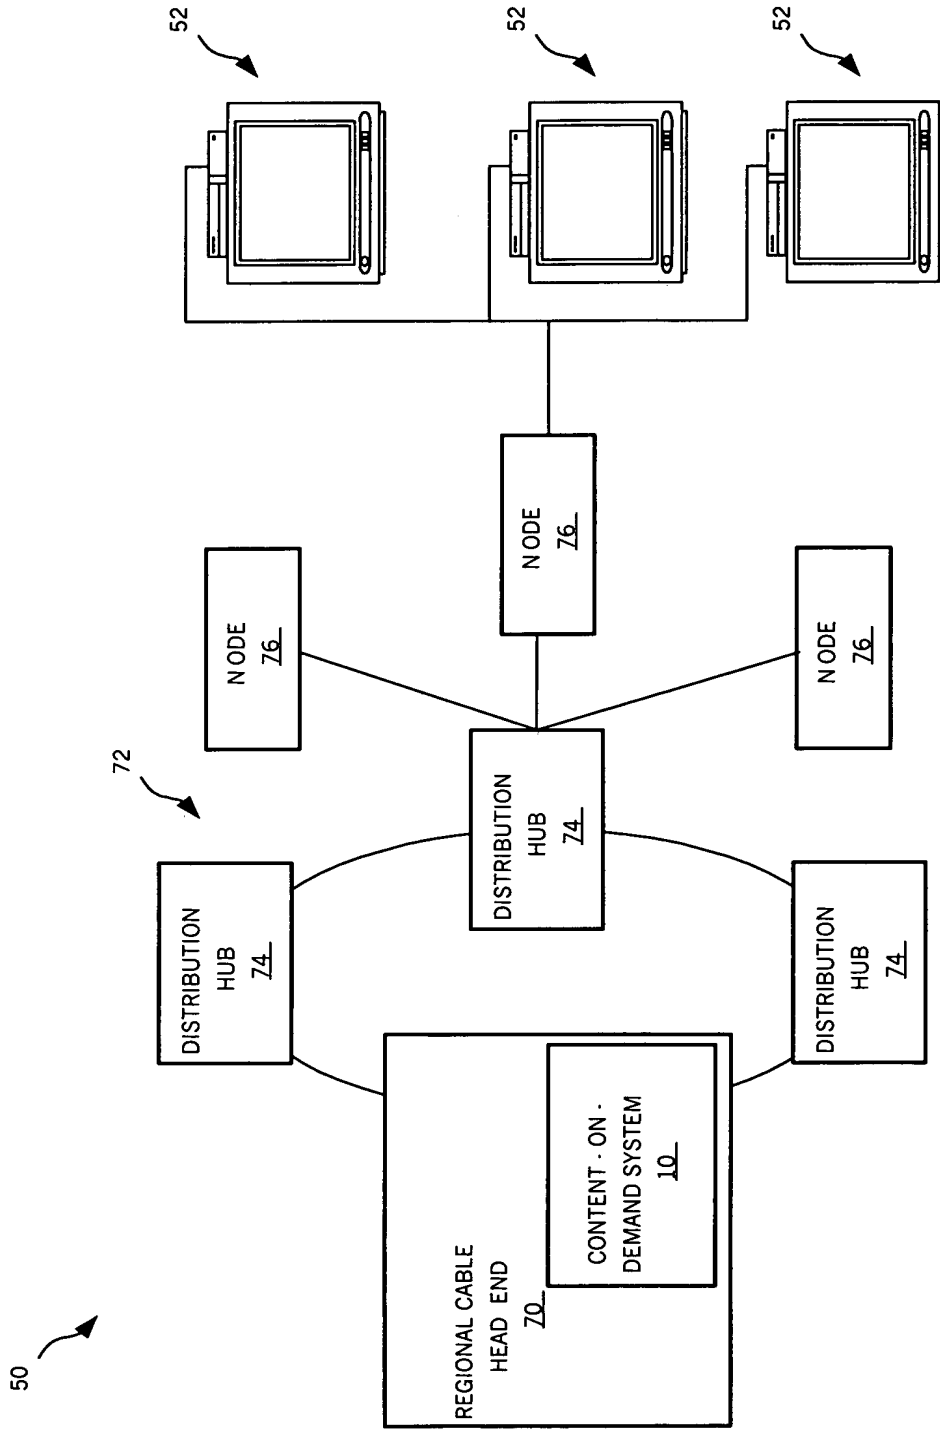 50
REGIONAL CABLE
HEAD END
70
CONTENT - ON -
DEMAND SYSTEM
10
DISTRIBUTION
HUB
74
72
DISTRIBUTION
HUB
74
DISTRIBUTION
HUB
74
NODE
76
NODE
76
NODE
76
52
52
52